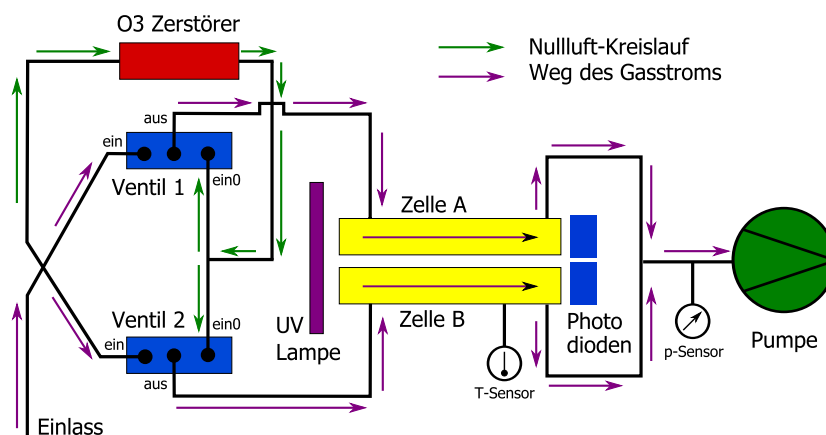 O3 Zerstörer
Nullluft-Kreislauf
Weg des Gasstroms
aus
ein
ein0
Ventil 1
Zelle A
Ventil 2
ein0
ein
aus
UV
Lampe
Zelle B
Photo
dioden
T-Sensor
p-Sensor
Pumpe
Einlass